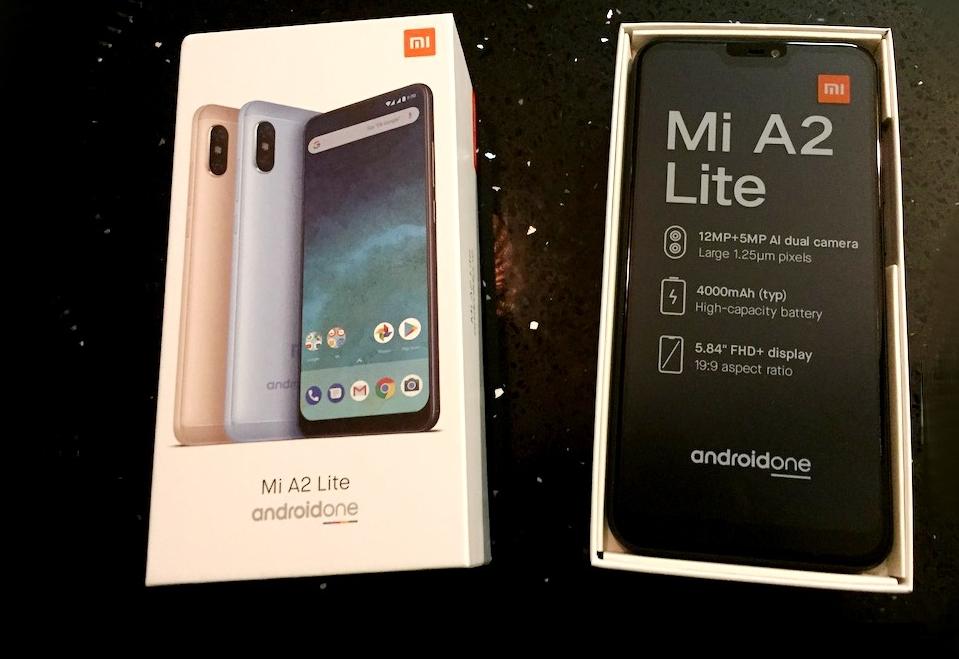 mi
andr
Mi A2 Lite
androidone
mi
Mi A2
Lite
12MP+5MP AI dual camera
Large 1.25μm pixels
4000mAh (typ)
High-capacity battery
5.84" FHD+ display
19:9 aspect ratio
androidone